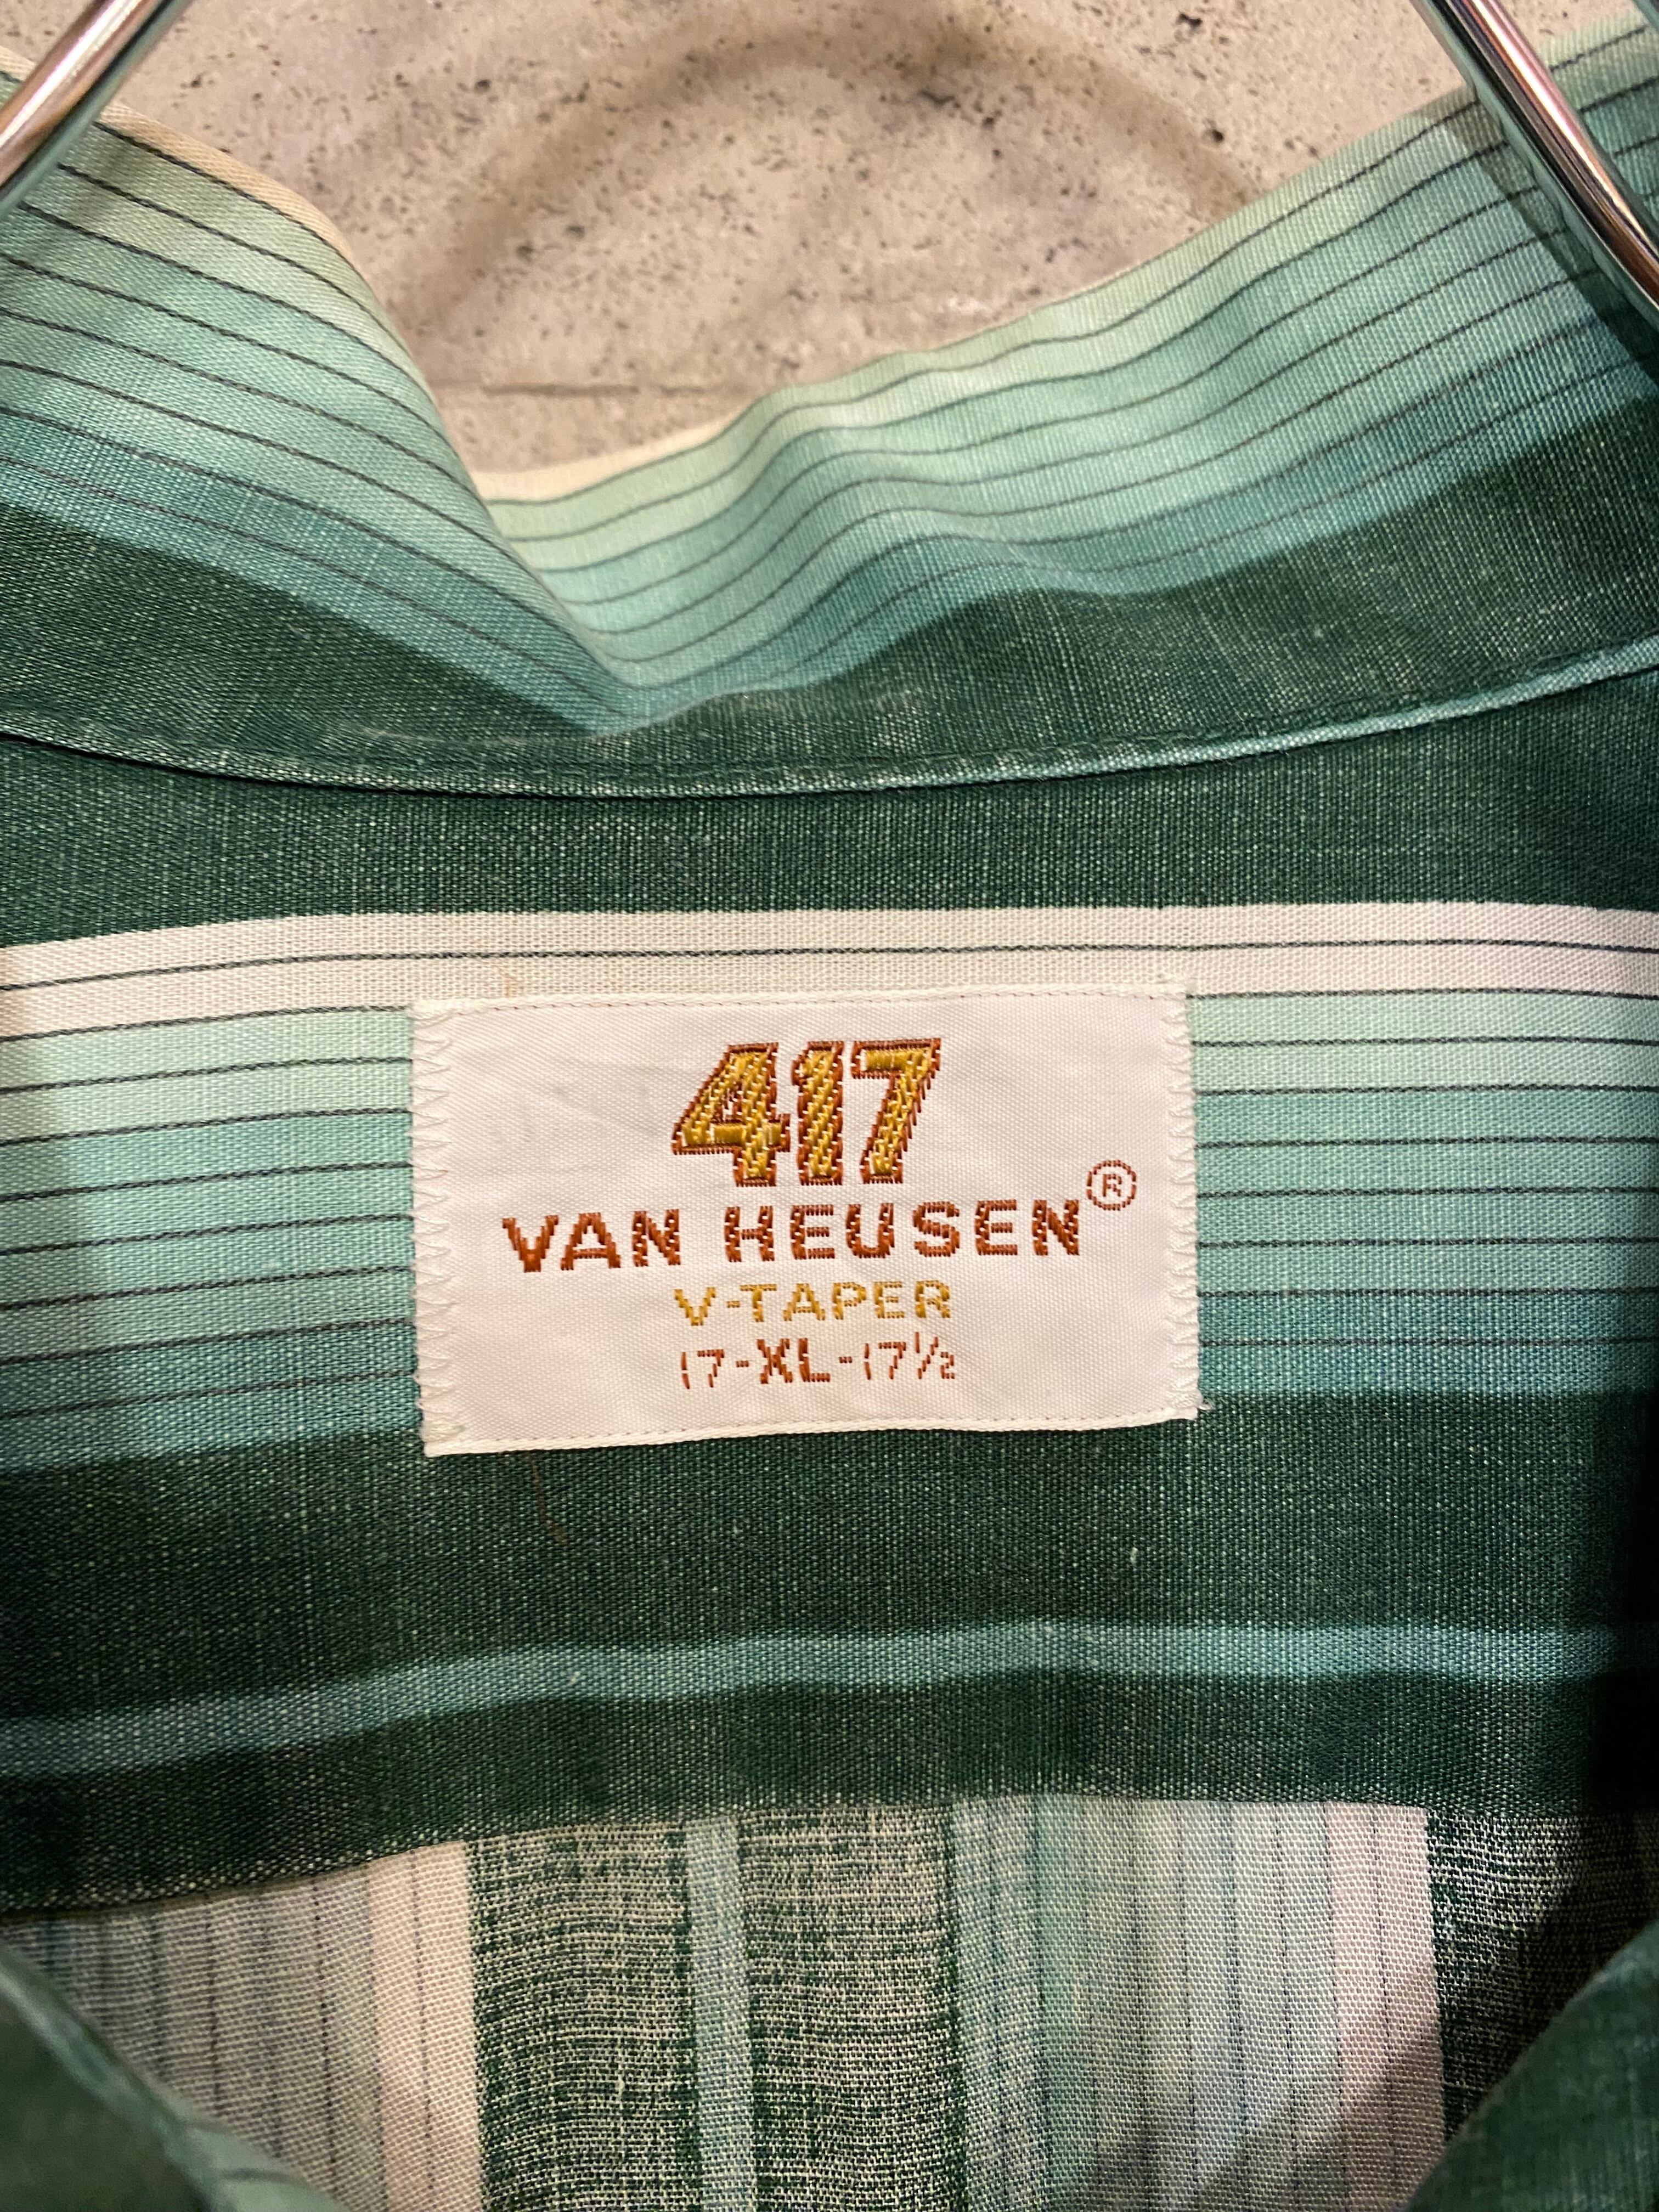 417
VAN HEUSEN®
V-TAPER
17-XL-17½